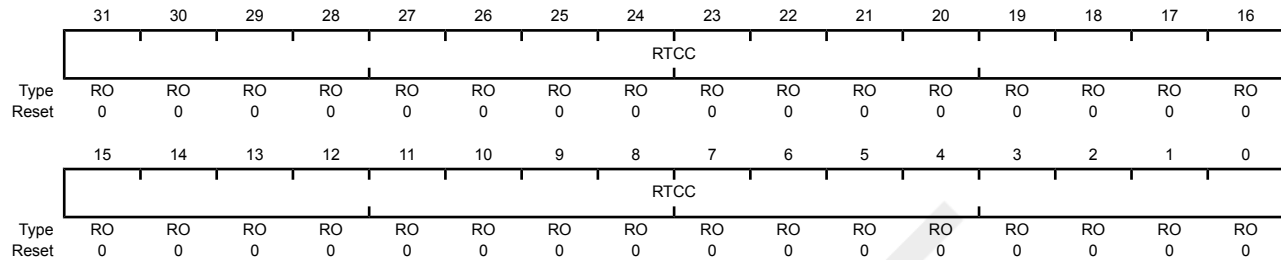 31 30 29 28 27 26 25 24 23 22 21 20 19 18 17 16
RTCC
Type RO RO RO RO RO RO RO RO RO RO RO RO RO RO RO RO
Reset 0 0 0 0 0 0 0 0 0 0 0 0 0 0 0 0
15 14 13 12 11 10 9 8 7 6 5 4 3 2 1 0
RTCC
Type RO RO RO RO RO RO RO RO RO RO RO RO RO RO RO RO
Reset 0 0 0 0 0 0 0 0 0 0 0 0 0 0 0 0